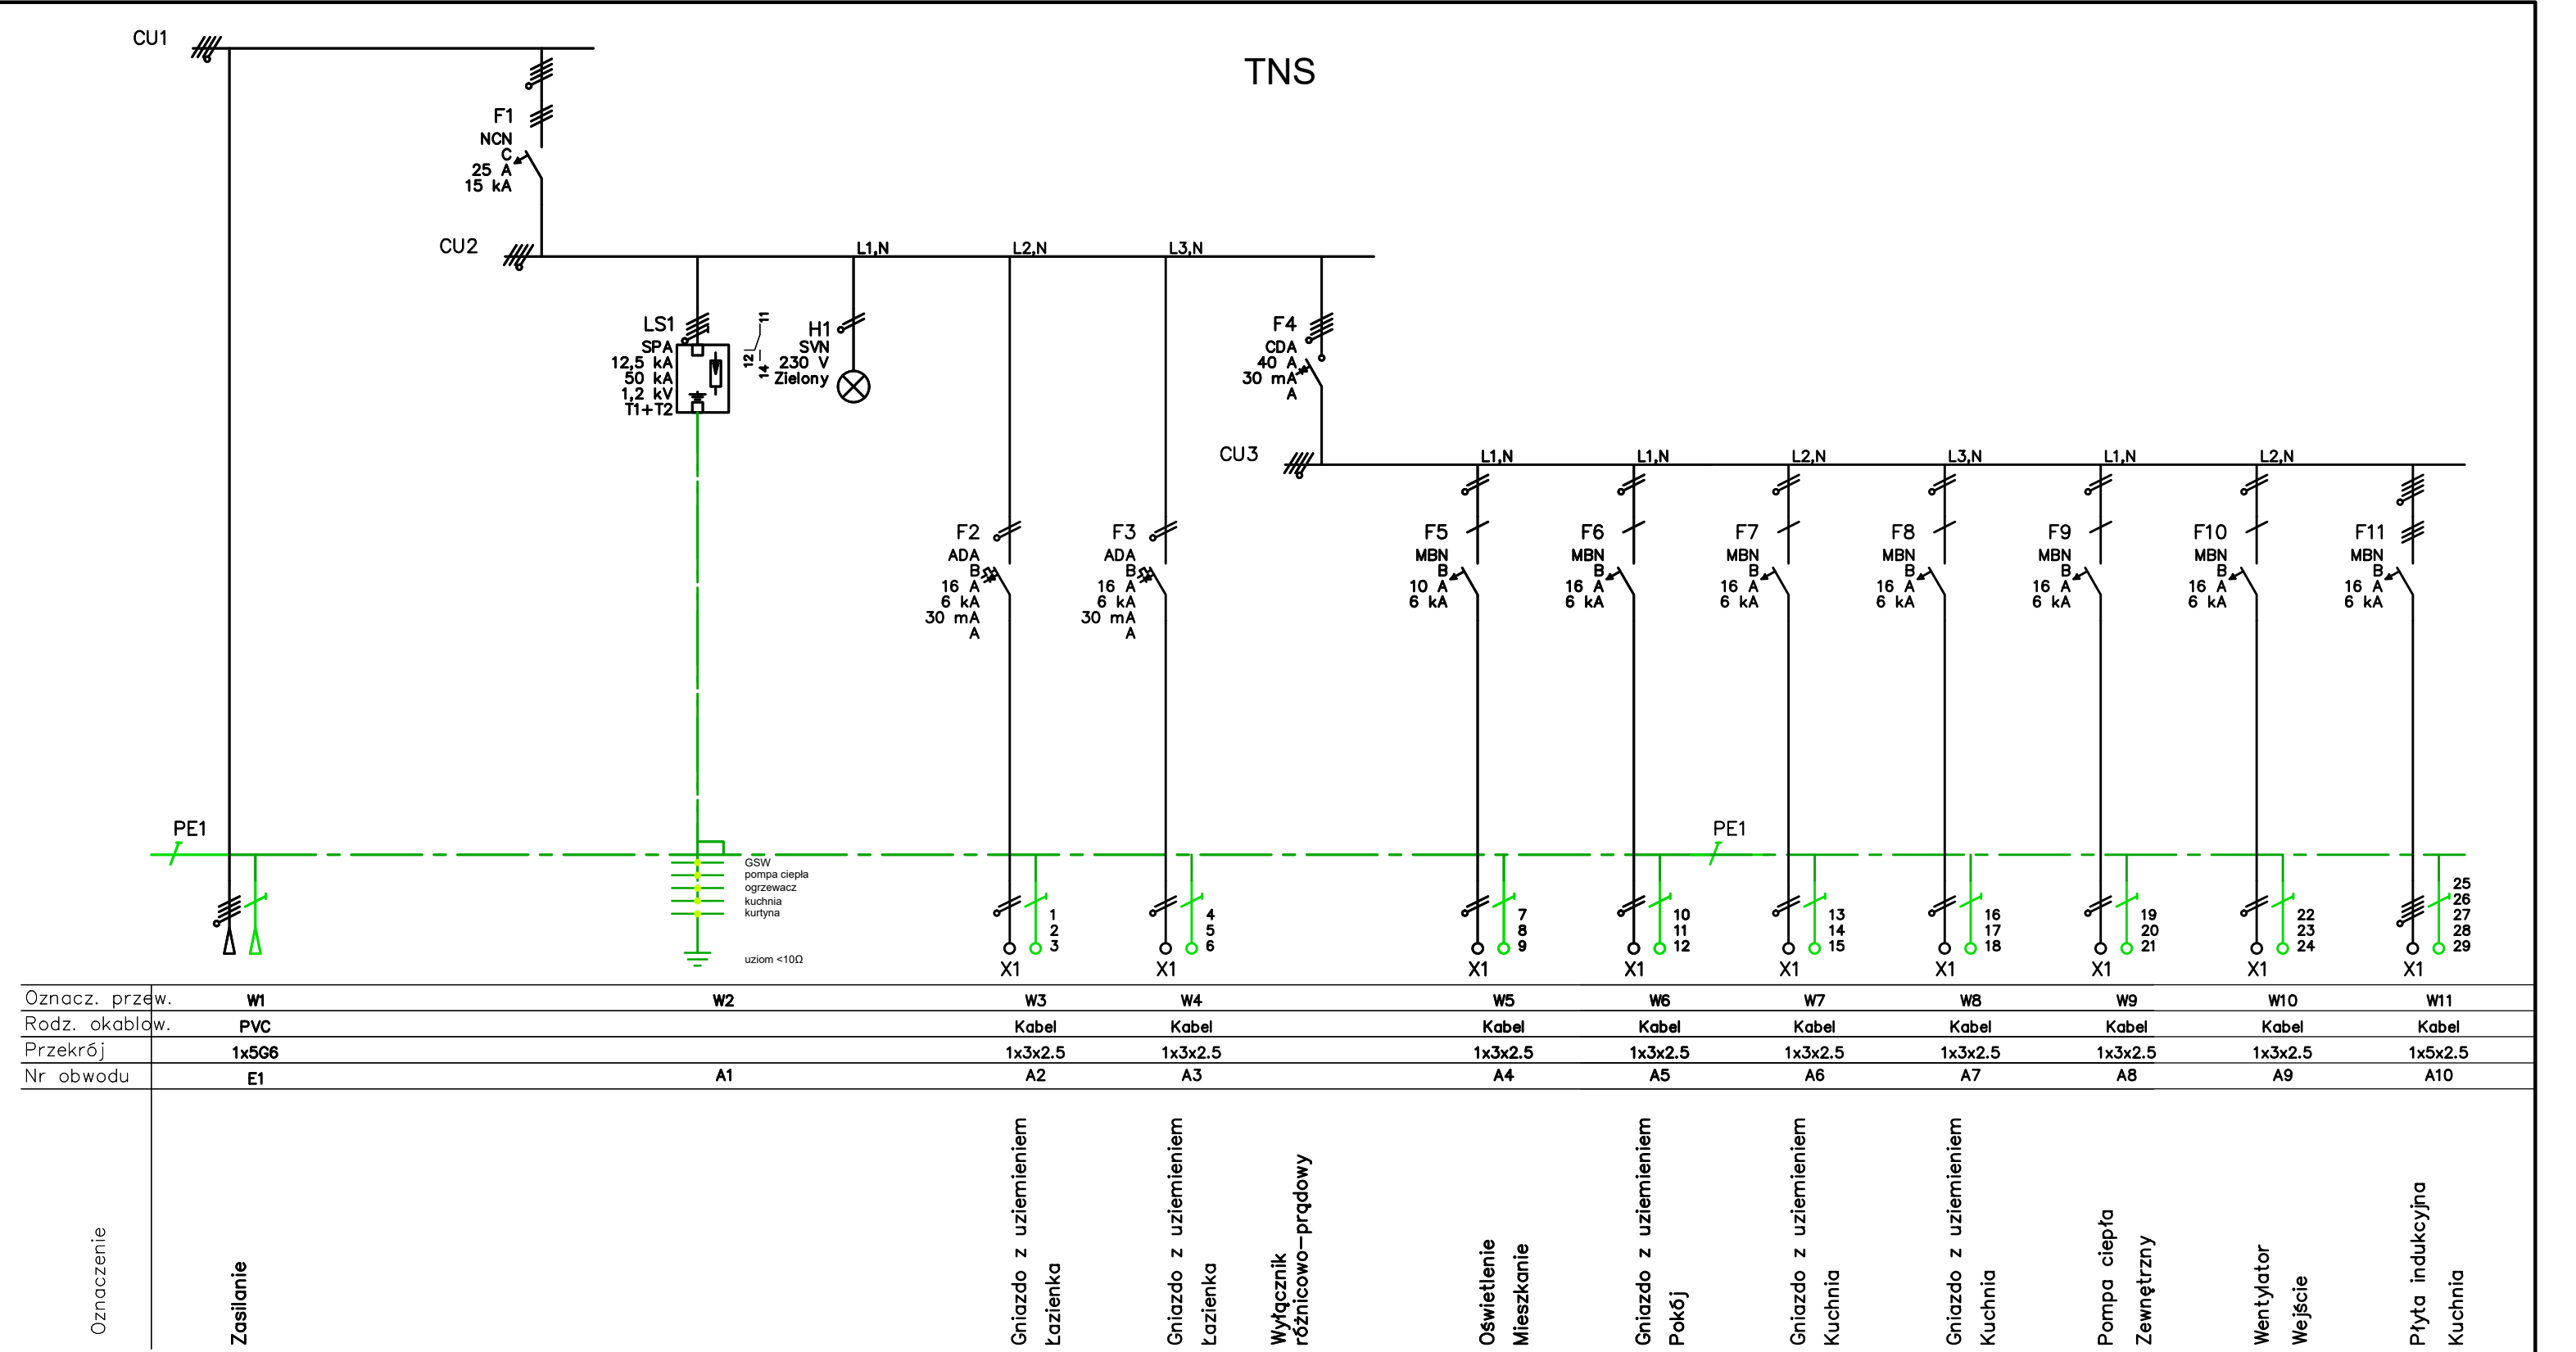 CU1
TNS
F1
NCN
C
25 A
15 kA
CU2
L1,N
L2,N
L3,N
LS1
SPA
12,5 kA
50 kA
1,2 kV
T1+T2
11
12
14
H1
SVN
230 V
Zielony
F4
CDA
40 A
30 mA
A
CU3
L1,N
L1,N
L2,N
L3,N
L1,N
L2,N
F2
ADA
B
16 A
6 kA
30 mA
A
F3
ADA
B
16 A
6 kA
30 mA
A
F5
MBN
B
10 A
6 kA
F6
MBN
B
16 A
6 kA
F7
MBN
B
16 A
6 kA
F8
MBN
B
16 A
6 kA
F9
MBN
B
16 A
6 kA
F10
MBN
B
16 A
6 kA
F11
MBN
B
16 A
6 kA
PE1
PE1
GSW
pompa ciepła
ogrzewacz
kuchnia
kurtyna
uziom <10Ω
1
2
3
X1
4
5
6
X1
7
8
9
X1
10
11
12
X1
13
14
15
X1
16
17
18
X1
19
20
21
X1
22
23
24
X1
25
26
27
28
29
X1
Oznacz. przew. W1 W2 W3 W4 W5 W6 W7 W8 W9 W10 W11
Rodz. okablow. PVC Kabel Kabel Kabel Kabel Kabel Kabel Kabel Kabel Kabel
Przekrój 1x5G6 1x3x2.5 1x3x2.5 1x3x2.5 1x3x2.5 1x3x2.5 1x3x2.5 1x3x2.5 1x3x2.5 1x5x2.5
Nr obwodu E1 A1 A2 A3 A4 A5 A6 A7 A8 A9 A10
Oznaczenie
Zasilanie
Gniazdo z uziemieniem
Łazienka
Gniazdo z uziemieniem
Łazienka
Wyłącznik
różnicowo-prądowy
Oświetlenie
Mieszkanie
Gniazdo z uziemieniem
Pokój
Gniazdo z uziemieniem
Kuchnia
Gniazdo z uziemieniem
Kuchnia
Pompa ciepła
Zewnętrzny
Wentylator
Wejście
Płyta indukcyjna
Kuchnia